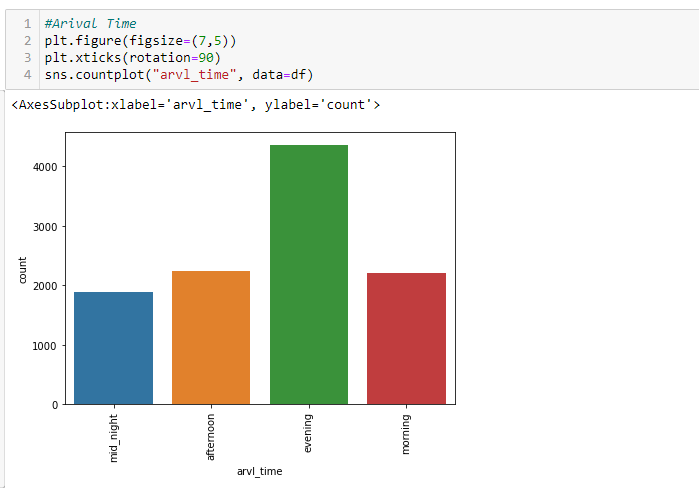 1 #Arival Time
2 plt.figure(figsize=(7,5))
3 plt.xticks(rotation=90)
4 sns.countplot("arvl_time", data=df)
<AxesSubplot:xlabel='arvl_time', ylabel='count'>
4000
3000
2000
1000
0
count
mid_night
afternoon
evening
morning
arvl_time